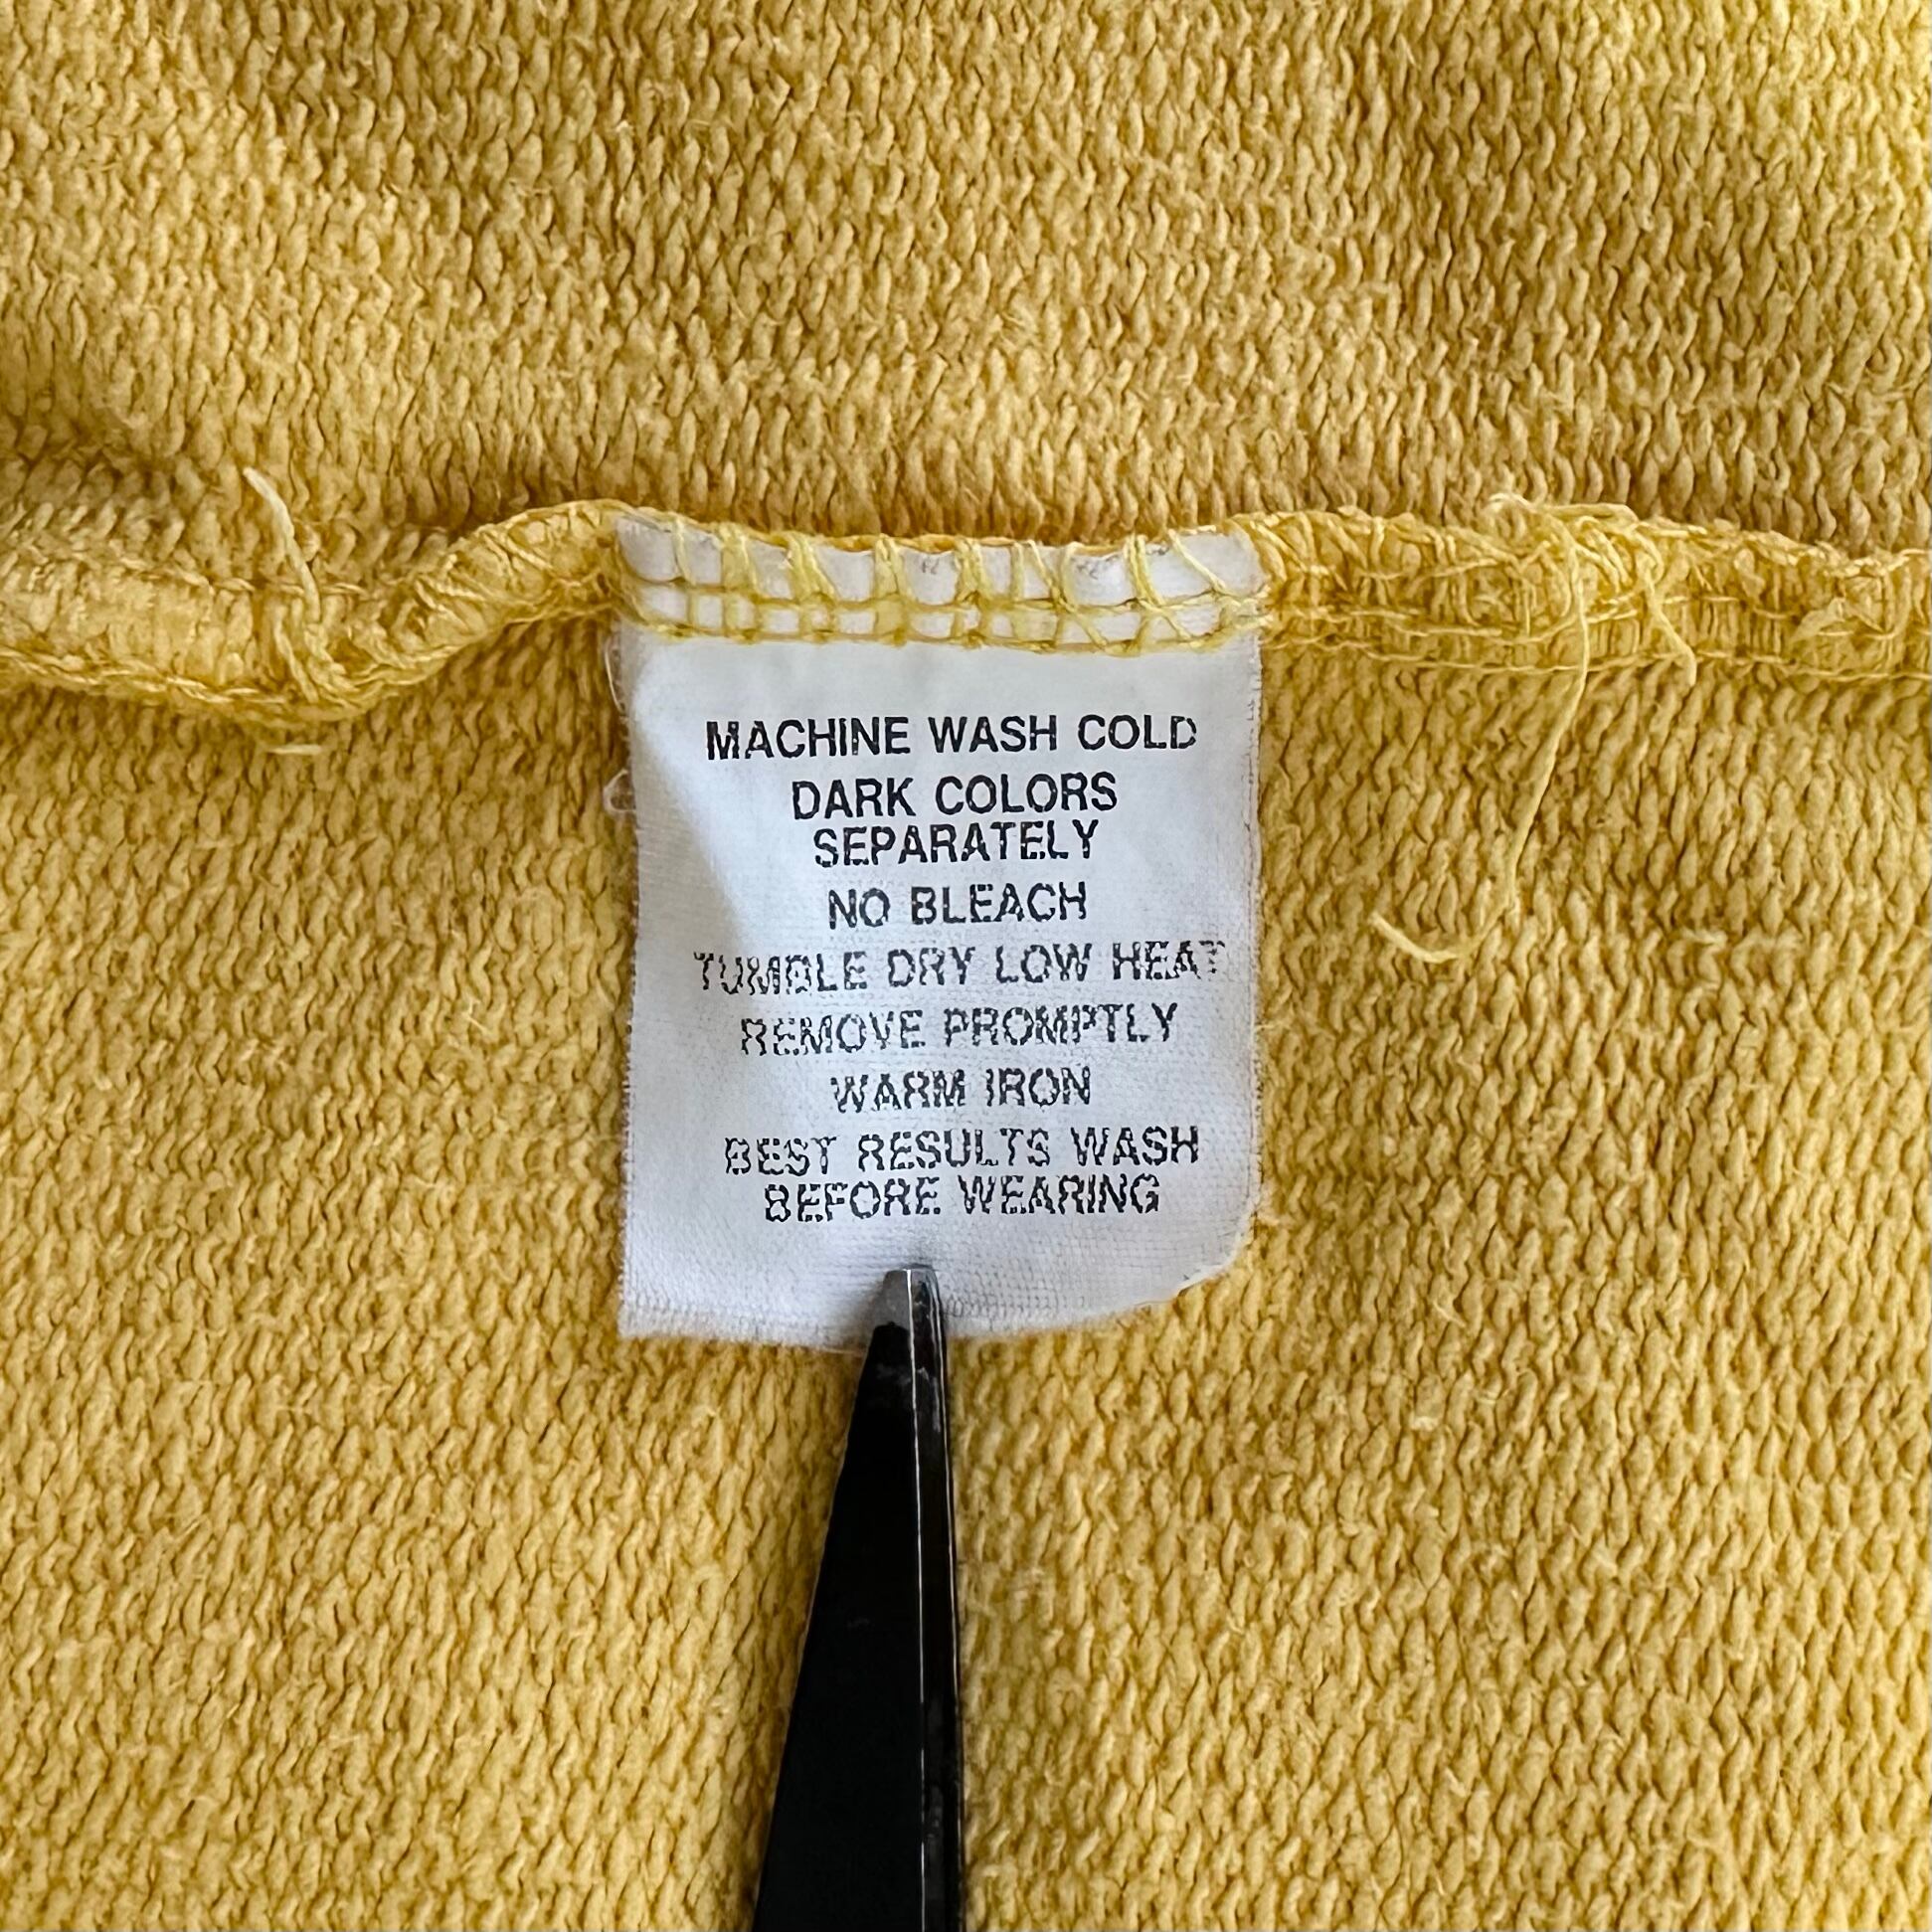 MACHINE WASH COLD
DARK COLORS
SEPARATELY
NO BLEACH
TUMBLE DRY LOW HEAT
REMOVE PROMPTLY
WARM IRON
BEST RESULTS WASH
BEFORE WEARING